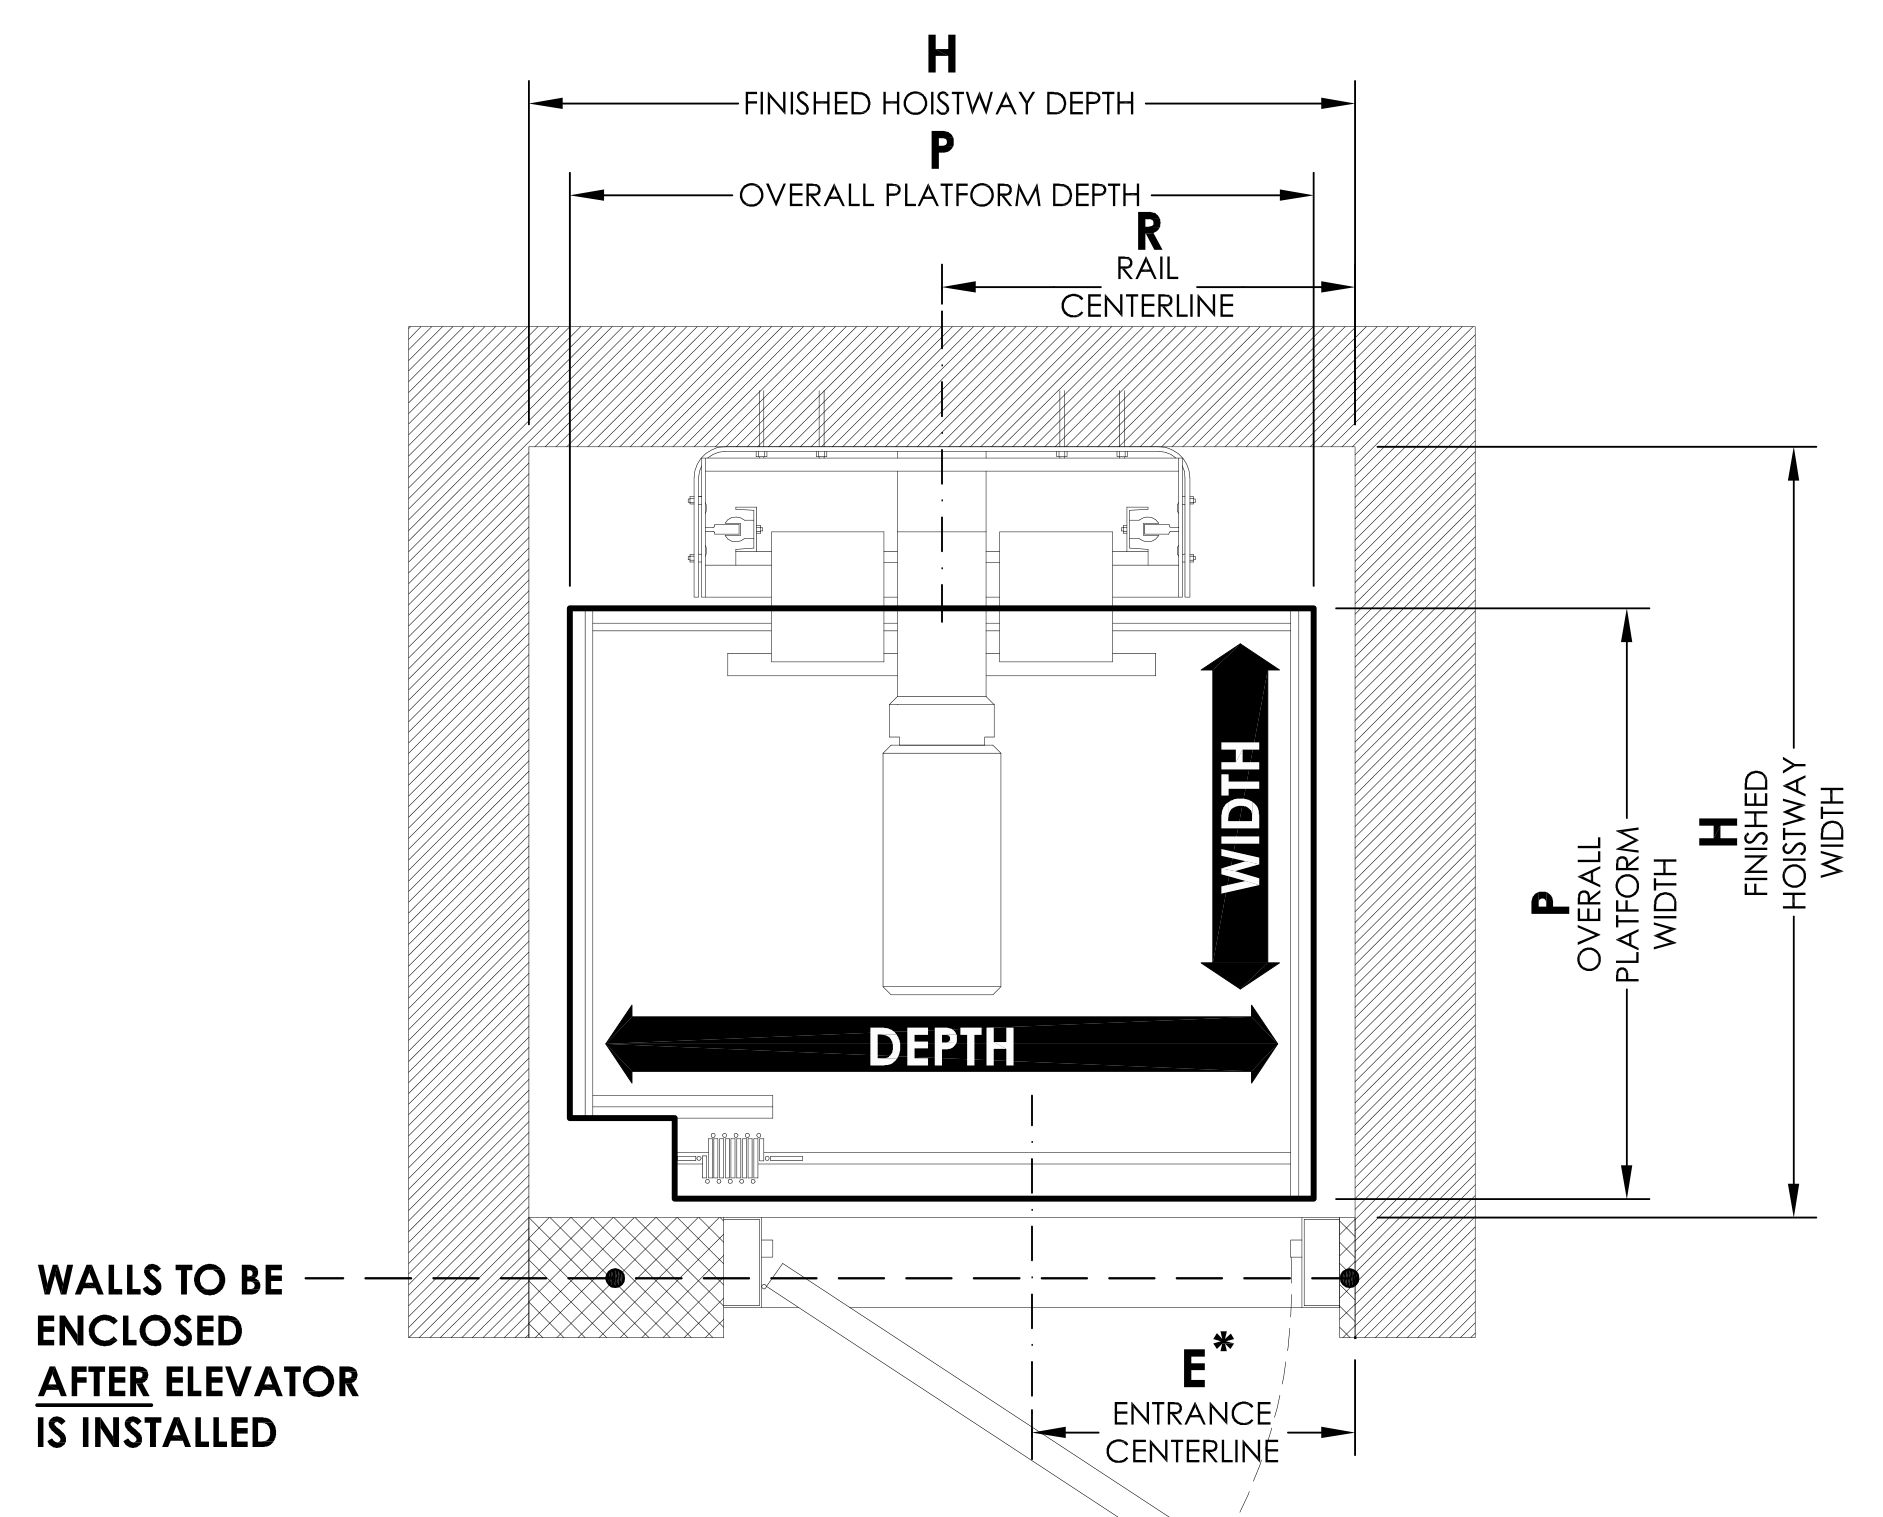 H
FINISHED HOISTWAY DEPTH
P
OVERALL PLATFORM DEPTH
R
RAIL
CENTERLINE
WIDTH
DEPTH
P
OVERALL
PLATFORM
WIDTH
H
FINISHED
HOISTWAY
WIDTH
WALLS TO BE
ENCLOSED
AFTER ELEVATOR
IS INSTALLED
E*
ENTRANCE
CENTERLINE